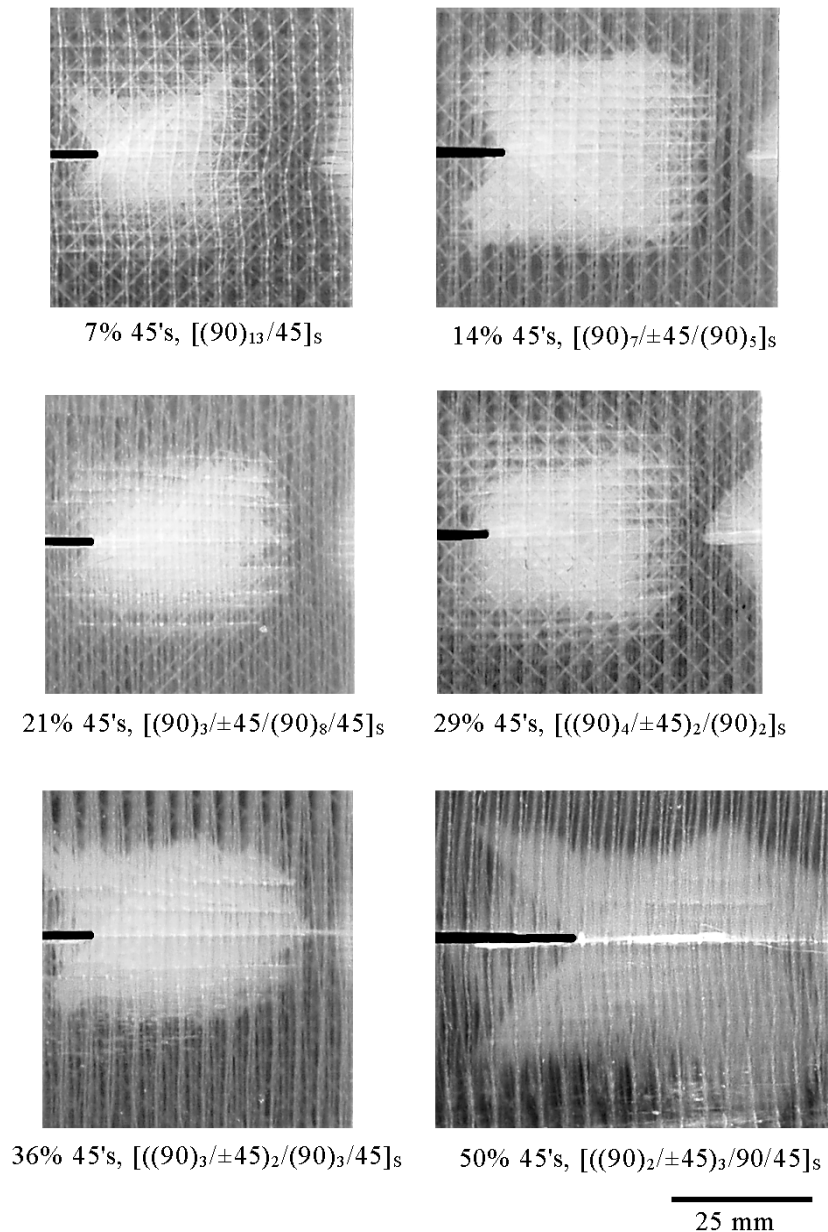 7% 45's, [(90)₁₃/45]s
14% 45's, [(90)₇/±45/(90)₅]s
21% 45's, [(90)₃/±45/(90)₈/45]s
29% 45's, [((90)₄/±45)₂/(90)₂]s
36% 45's, [((90)₃/±45)₂/(90)₃/45]s
50% 45's, [((90)₂/±45)₃/90/45]s
25 mm